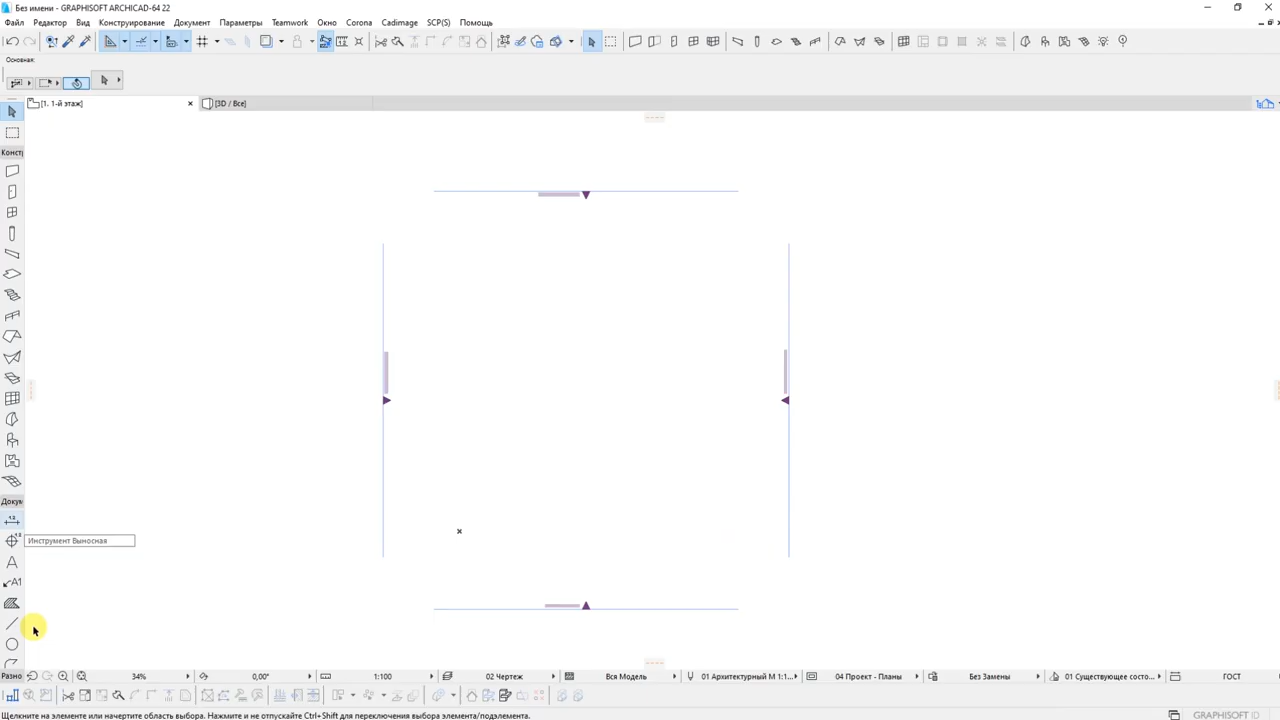 Без имени - GRAPHISOFT ARCHICAD-64 22
Файл Редактор Вид Конструирование Документ Параметры Teamwork Окно Corona Cadimage SCP(S) Помощь
Основная:
[1. 1-й этаж] [3D / Все]
Конст
Докум
1.2
Инструмент Выносная
A
A1
Разно 34% 0,00° 1:100 02 Чертеж Вся Модель 01 Архитектурный М 1:1... 04 Проект - Планы Без Замены 01 Существующее состо... ГОСТ
Щелкните на элементе или начертите область выбора. Нажмите и не отпускайте Ctrl+Shift для переключения выбора элемента/подэлемента. GRAPHISOFT ID